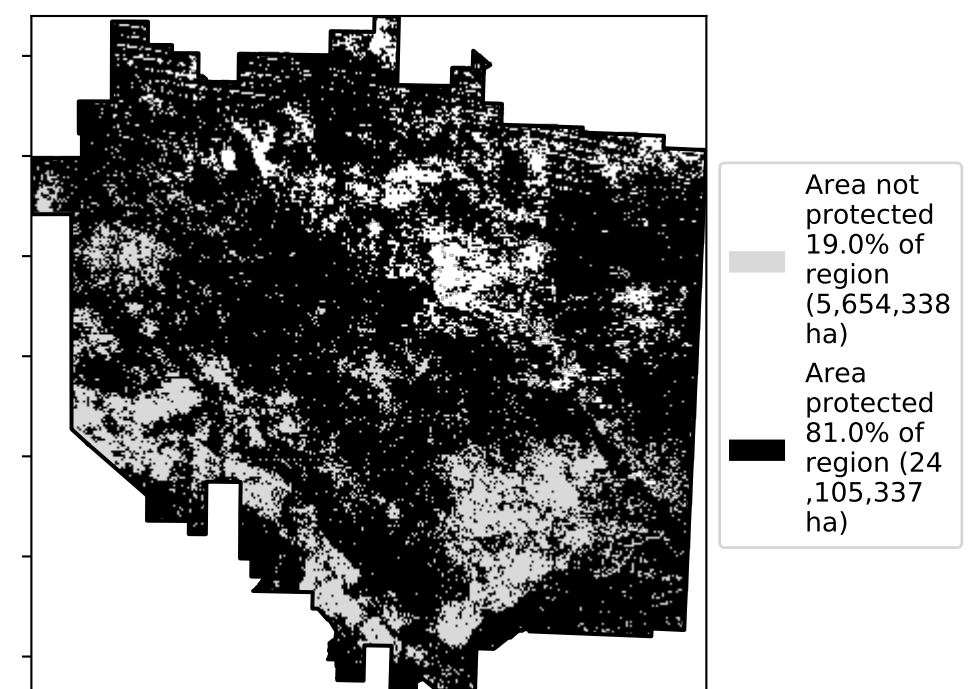 Area not
protected
19.0% of
region
(5,654,338
ha)
Area
protected
81.0% of
region (24
,105,337
ha)